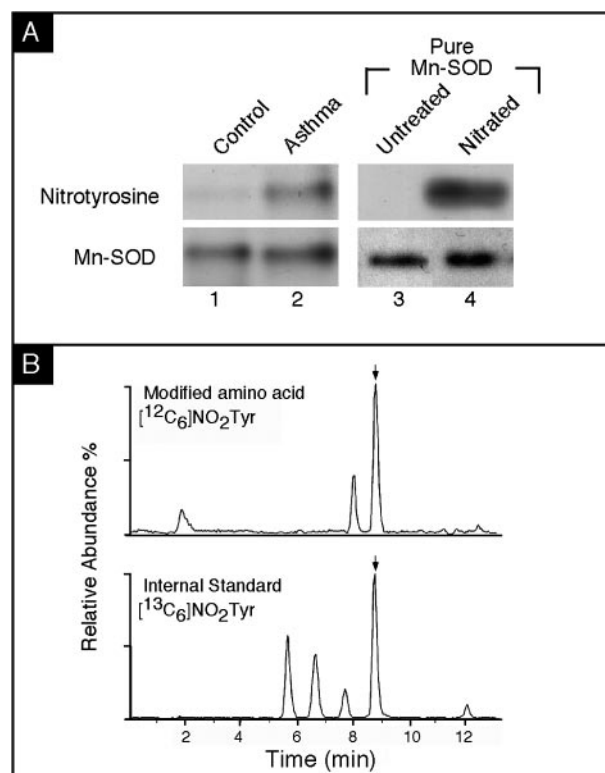 A
Pure
Mn-SOD
Control
Asthma
Untreated
Nitrated
Nitrotyrosine
Mn-SOD
1 2 3 4
B
Modified amino acid
[¹²C₆]NO₂Tyr
Relative Abundance %
Internal Standard
[¹³C₆]NO₂Tyr
2 4 6 8 10 12
Time (min)